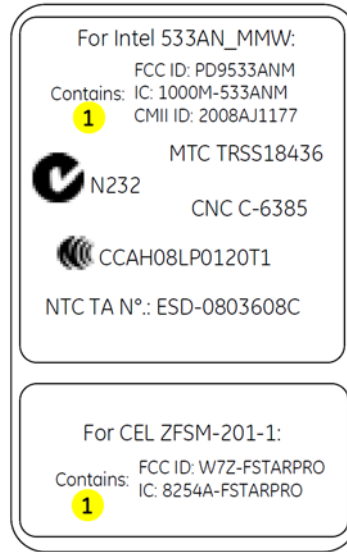 For Intel 533AN_MMW:
FCC ID: PD9533ANM
Contains: IC: 1000M-533ANM
1 CMII ID: 2008AJ1177
MTC TRSS18436
N232
CNC C-6385
CCAH08LP0120T1
NTC TA N°.: ESD-0803608C
For CEL ZFSM-201-1:
FCC ID: W7Z-FSTARPRO
Contains: IC: 8254A-FSTARPRO
1